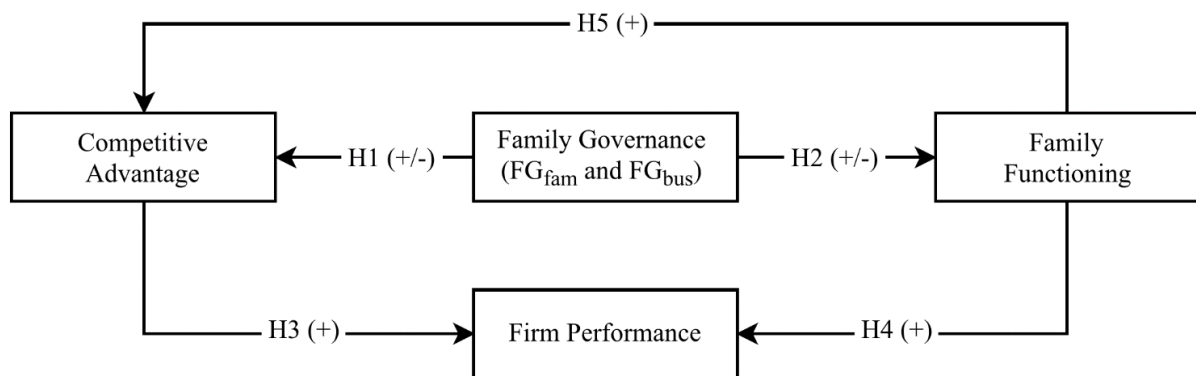 H5 (+)
Competitive
Advantage
H1 (+/-)
Family Governance
(FGfam and FGbus)
H2 (+/-)
Family
Functioning
H3 (+)
Firm Performance
H4 (+)